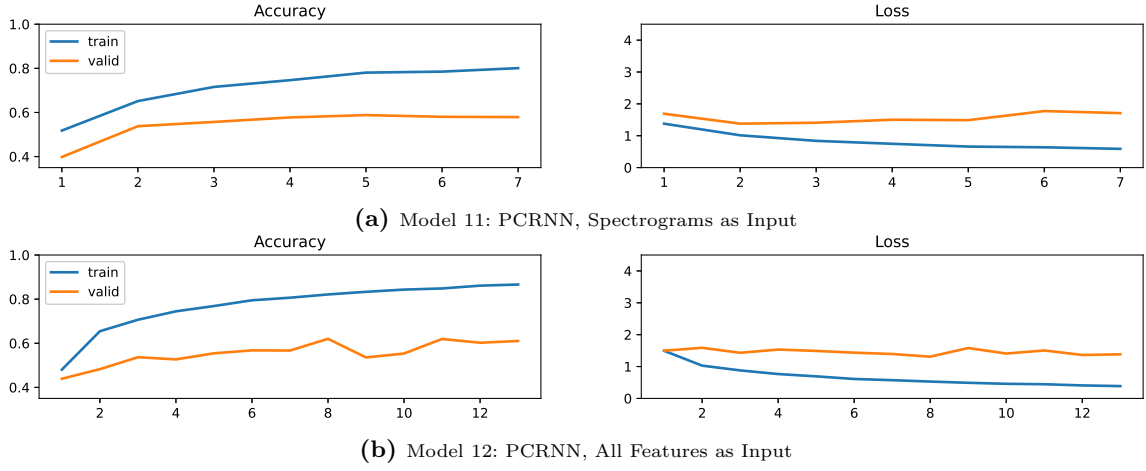 Accuracy
1.0
0.8
0.6
0.4
train
valid
1 2 3 4 5 6 7
Loss
4
3
2
1
0
1 2 3 4 5 6 7
(a) Model 11: PCRNN, Spectrograms as Input
Accuracy
1.0
0.8
0.6
0.4
train
valid
2 4 6 8 10 12
Loss
4
3
2
1
0
2 4 6 8 10 12
(b) Model 12: PCRNN, All Features as Input